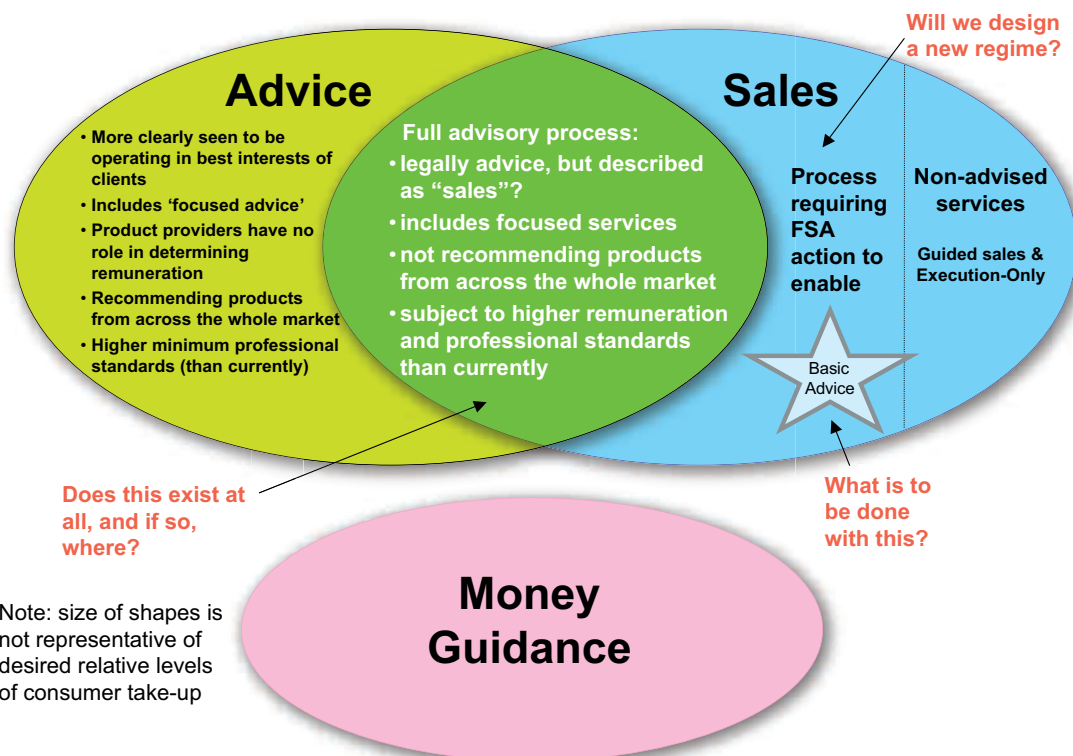 Will we design
a new regime?
Advice
• More clearly seen to be
operating in best interests of
clients
• Includes ‘focused advice’
• Product providers have no
role in determining
remuneration
• Recommending products
from across the whole market
• Higher minimum professional
standards (than currently)
Full advisory process:
• legally advice, but described
as “sales”?
• includes focused services
• not recommending products
from across the whole market
• subject to higher remuneration
and professional standards
than currently
Sales
Process
requiring
FSA
action to
enable
Basic
Advice
Non-advised
services
Guided sales &
Execution-Only
Does this exist at
all, and if so,
where?
What is to
be done
with this?
Money
Guidance
Note: size of shapes is
not representative of
desired relative levels
of consumer take-up